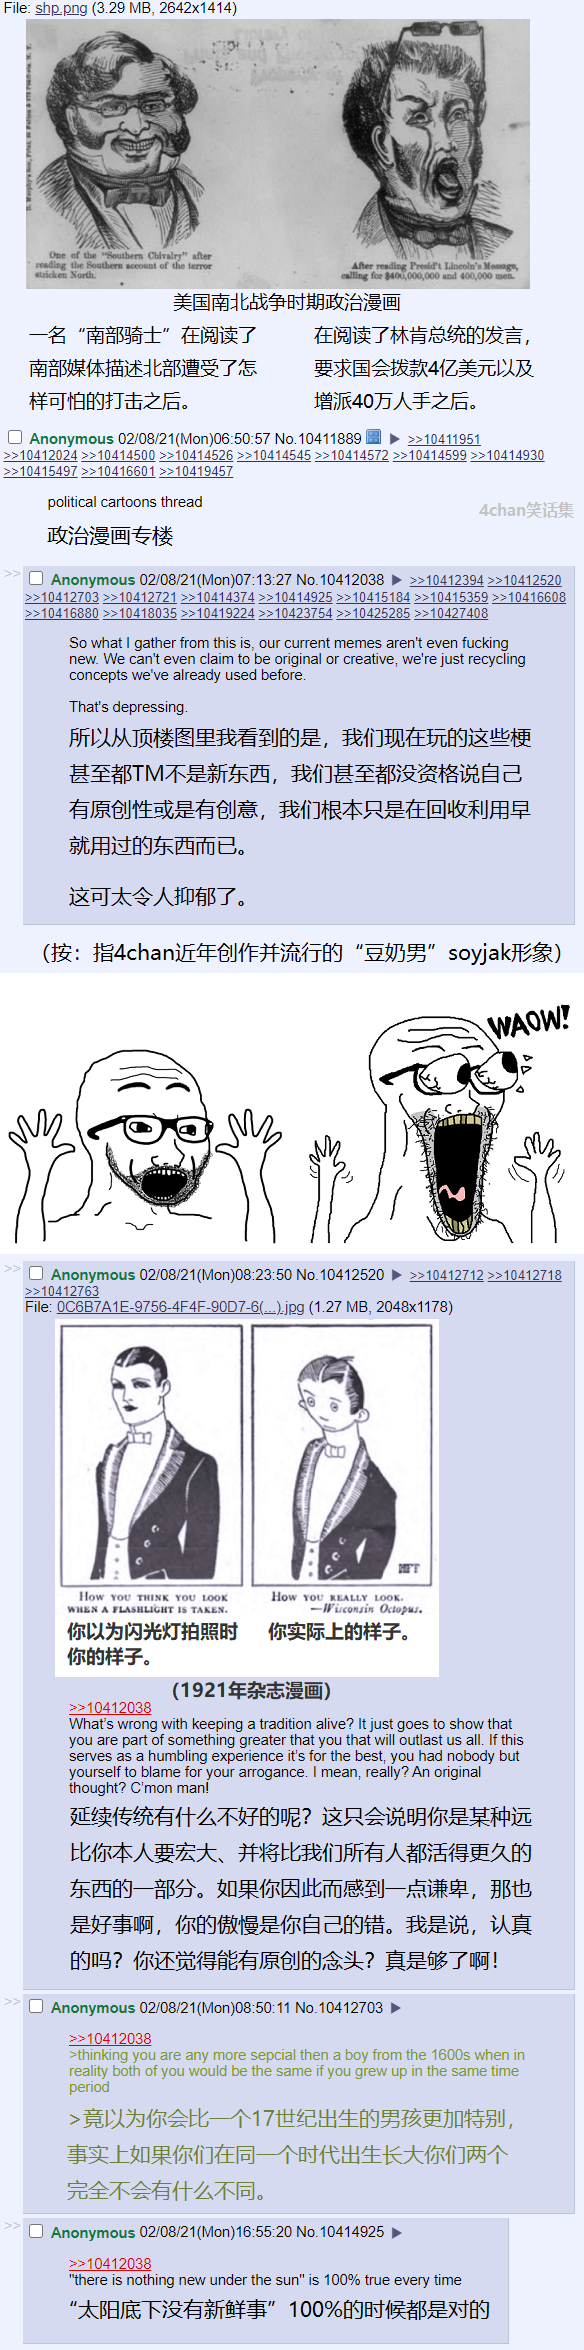 File: shp.png (3.29 MB, 2642x1414)
One of the "Southern Chivalry" after
reading the Southern account of the terror
stricken North.
After reading Presid't Lincoln's Message,
calling for $400,000,000 and 400,000 men.
美国南北战争时期政治漫画
一名“南部骑士”在阅读了
南部媒体描述北部遭受了怎
样可怕的打击之后。
在阅读了林肯总统的发言，
要求国会拨款4亿美元以及
增派40万人手之后。
Anonymous 02/08/21(Mon)06:50:57 No.10411889 ▶ >>10411951
>>10412024 >>10414500 >>10414526 >>10414545 >>10414572 >>10414599 >>10414930
>>10415497 >>10416601 >>10419457
political cartoons thread
4chan笑话集
政治漫画专楼
>> Anonymous 02/08/21(Mon)07:13:27 No.10412038 ▶ >>10412394 >>10412520
>>10412703 >>10412721 >>10414374 >>10414925 >>10415184 >>10415359 >>10416608
>>10416880 >>10418035 >>10419224 >>10423754 >>10425285 >>10427408
So what I gather from this is, our current memes aren't even fucking
new. We can't even claim to be original or creative, we're just recycling
concepts we've already used before.
That's depressing.
所以从顶楼图里我看到的是，我们现在玩的这些梗
甚至都TM不是新东西，我们甚至都没资格说自己
有原创性或是有创意，我们根本只是在回收利用早
就用过的东西而已。
这可太令人抑郁了。
（按：指4chan近年创作并流行的“豆奶男”soyjak形象）
WAOW!
>> Anonymous 02/08/21(Mon)08:23:50 No.10412520 ▶ >>10412712 >>10412718
>>10412763
File: 0C6B7A1E-9756-4F4F-90D7-6(...).jpg (1.27 MB, 2048x1178)
HOW YOU THINK YOU LOOK
WHEN A FLASHLIGHT IS TAKEN.
HOW YOU REALLY LOOK.
—Wisconsin Octopus.
你以为闪光灯拍照时
你的样子。
你实际上的样子。
（1921年杂志漫画）
>>10412038
What's wrong with keeping a tradition alive? It just goes to show that
you are part of something greater that you that will outlast us all. If this
serves as a humbling experience it's for the best, you had nobody but
yourself to blame for your arrogance. I mean, really? An original
thought? C'mon man!
延续传统有什么不好的呢？这只会说明你是某种远
比你本人要宏大、并将比我们所有人都活得更久的
东西的一部分。如果你因此而感到一点谦卑，那也
是好事啊，你的傲慢是你自己的错。我是说，认真
的吗？你还觉得能有原创的念头？真是够了啊！
>> Anonymous 02/08/21(Mon)08:50:11 No.10412703 ▶
>>10412038
>thinking you are any more sepcial then a boy from the 1600s when in
reality both of you would be the same if you grew up in the same time
period
>竟以为你会比一个17世纪出生的男孩更加特别，
事实上如果你们在同一个时代出生长大你们两个
完全不会有什么不同。
>> Anonymous 02/08/21(Mon)16:55:20 No.10414925 ▶
>>10412038
"there is nothing new under the sun" is 100% true every time
“太阳底下没有新鲜事”100%的时候都是对的